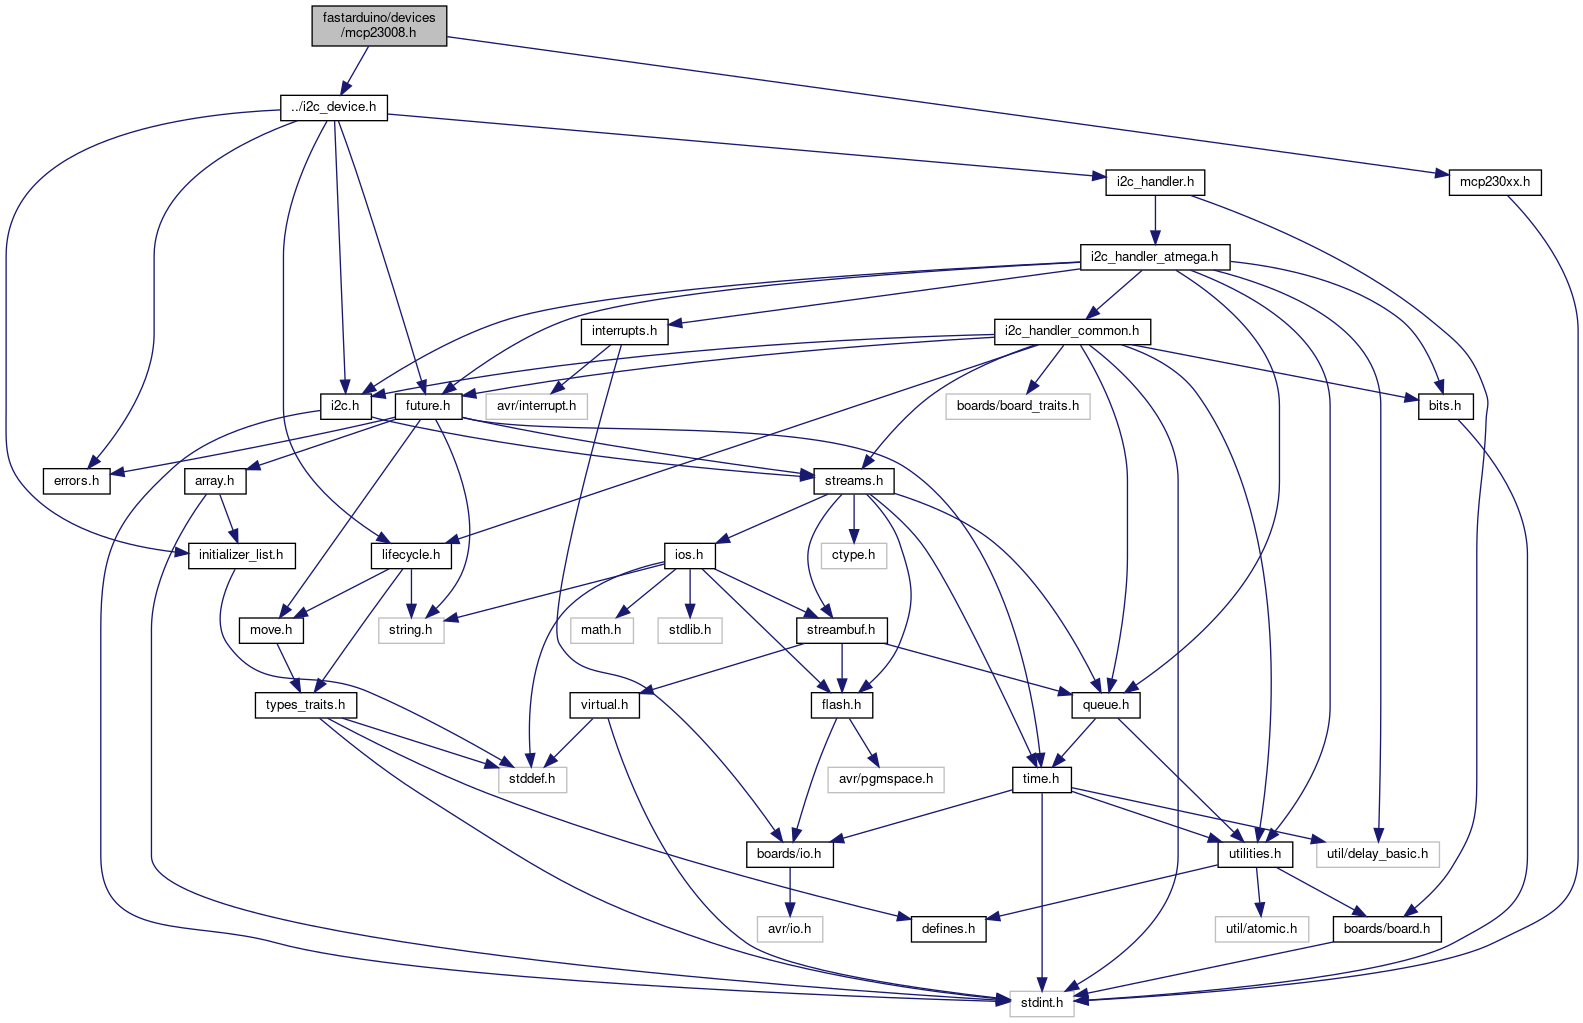 fastarduino/devices
/mcp23008.h
../i2c_device.h
i2c_handler.h
mcp230xx.h
i2c_handler_atmega.h
interrupts.h
i2c_handler_common.h
i2c.h
future.h
avr/interrupt.h
boards/board_traits.h
bits.h
errors.h
array.h
streams.h
initializer_list.h
lifecycle.h
ios.h
ctype.h
move.h
string.h
math.h
stdlib.h
streambuf.h
types_traits.h
virtual.h
flash.h
queue.h
stddef.h
avr/pgmspace.h
time.h
boards/io.h
utilities.h
util/delay_basic.h
avr/io.h
defines.h
util/atomic.h
boards/board.h
stdint.h